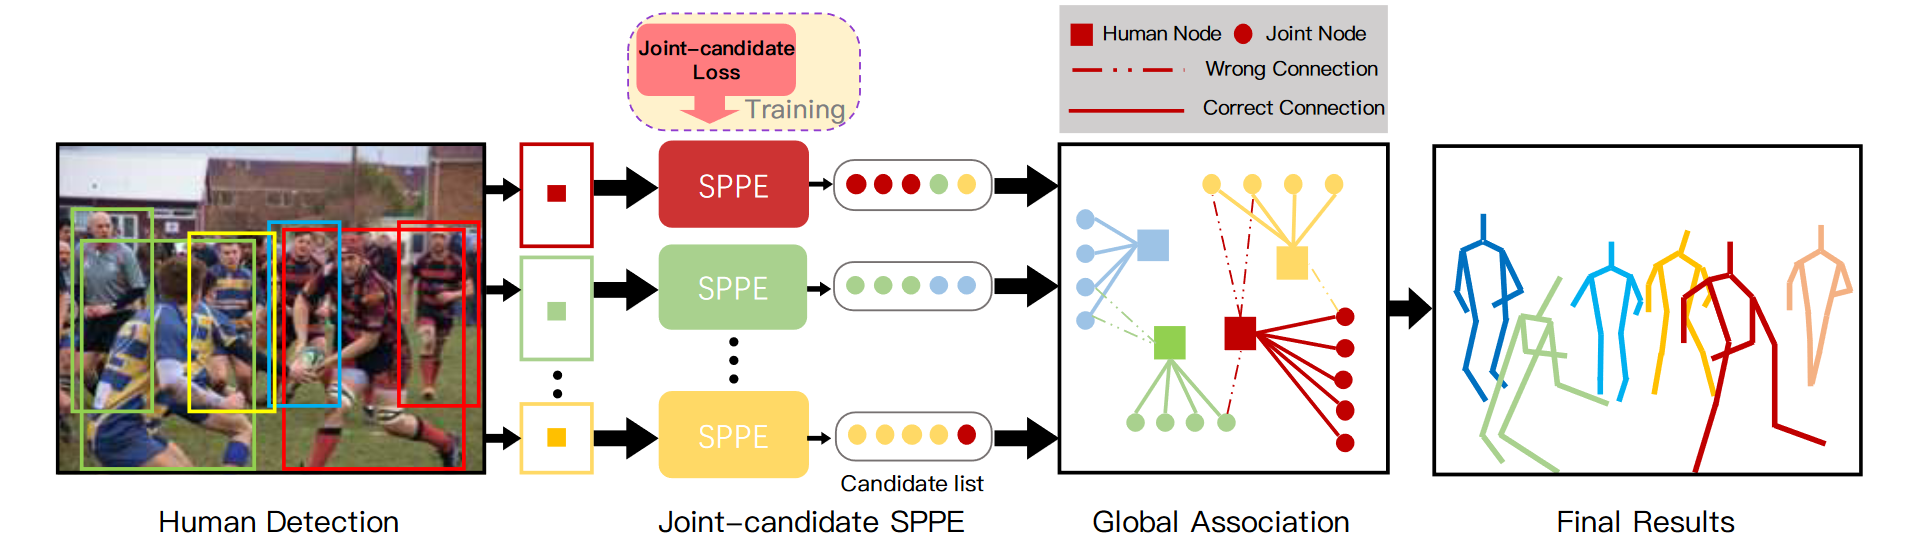 Joint-candidate
Loss
Training
Human Node
Joint Node
Wrong Connection
Correct Connection
SPPE
SPPE
SPPE
Candidate list
Human Detection
Joint-candidate SPPE
Global Association
Final Results